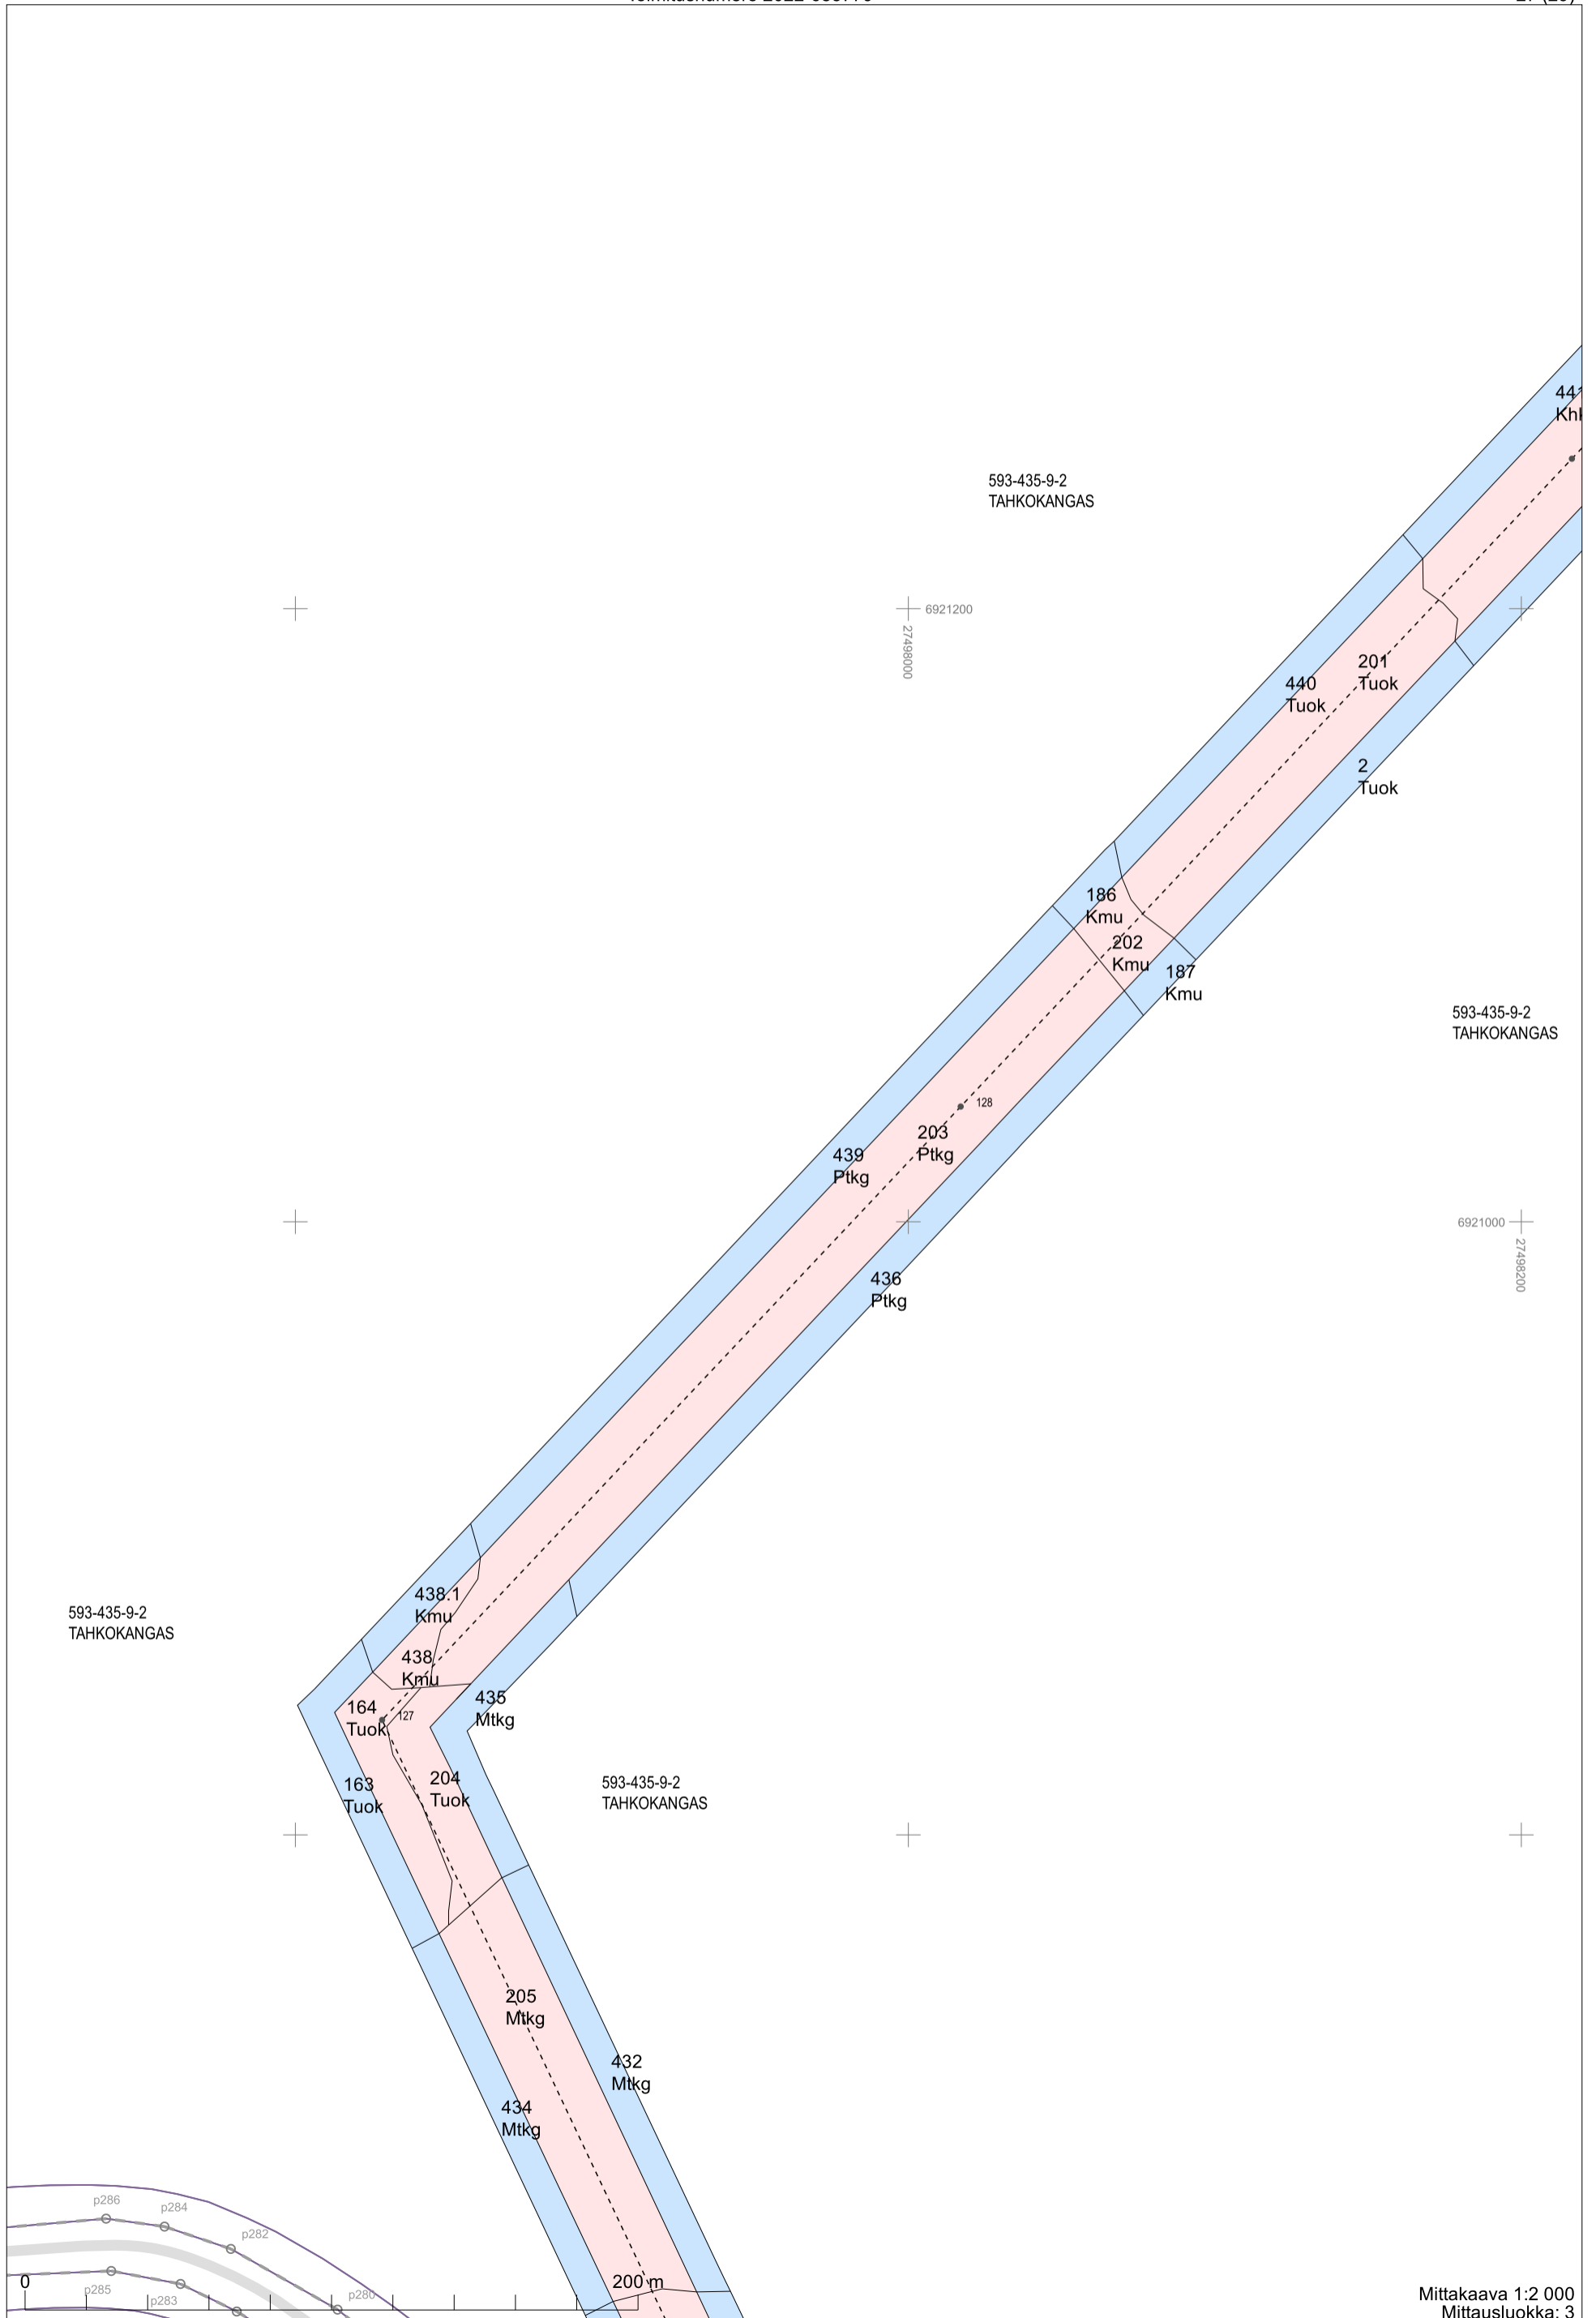 441
593-435-9-2
TAHKOKANGAS
6921200
27498000
201
Tuok
440
Tuok
2
Tuok
186
Kmu
202
Kmu
187
Kmu
593-435-9-2
TAHKOKANGAS
128
203
Ptkg
439
Ptkg
6921000
27498200
436
Ptkg
438.1
Kmu
593-435-9-2
TAHKOKANGAS
438
Kmu
435
Mtkg
164
Tuok
127
204
Tuok
163
Tuok
593-435-9-2
TAHKOKANGAS
205
Mtkg
432
Mtkg
434
Mtkg
p286
p284
p282
0
200 m
p285
p283
p280
Mittakaava 1:2 000
Mittausluokka: 3